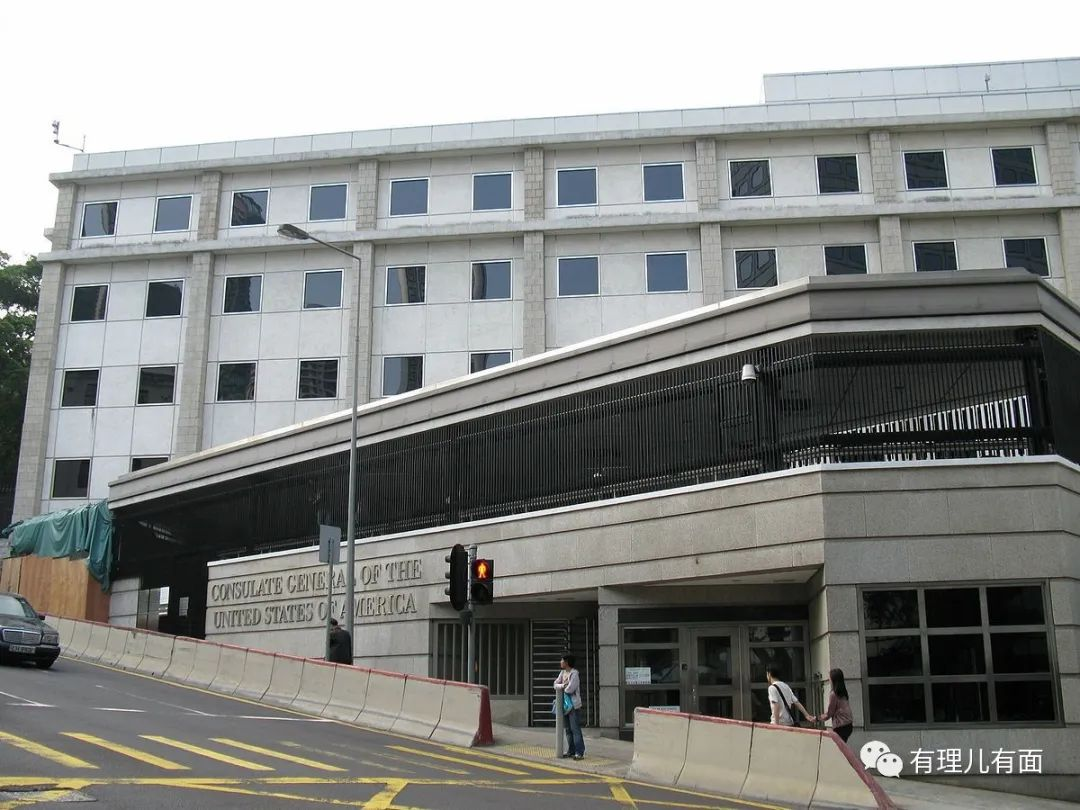 CONSULATE GENERAL OF THE
UNITED STATES OF AMERICA
有理儿有面